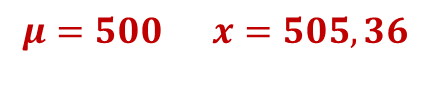 μ = 500 x = 505,36